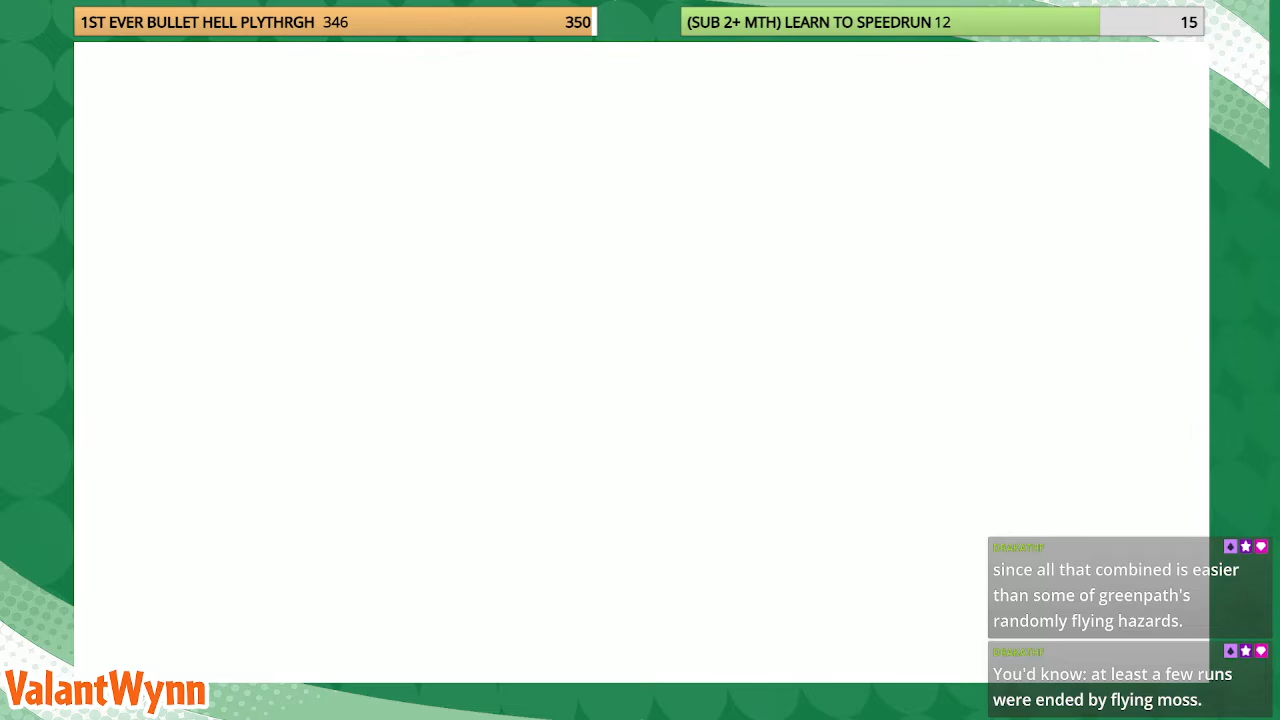 1ST EVER BULLET HELL PLYTHRGH 346 350
(SUB 2+ MTH) LEARN TO SPEEDRUN 12 15
since all that combined is easier
than some of greenpath's
randomly flying hazards.
You'd know: at least a few runs
were ended by flying moss.
ValantWynn